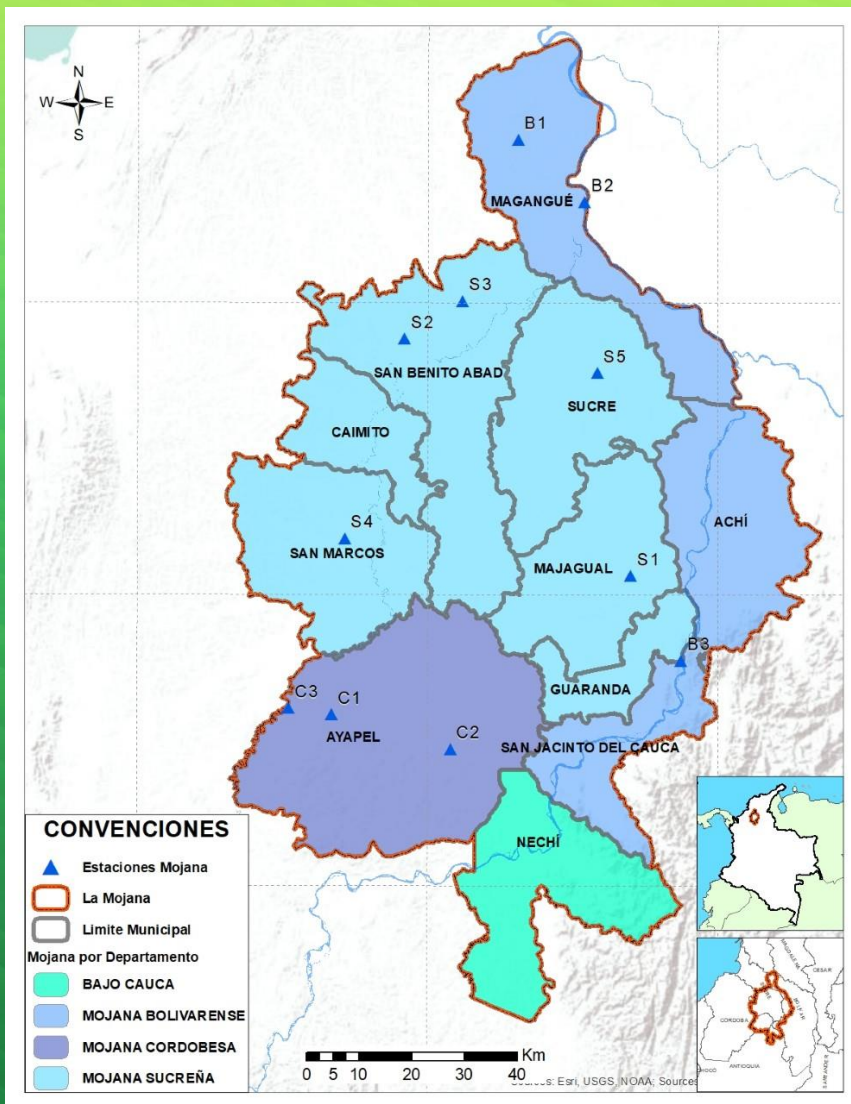 N
W E
S
B1
B2
MAGANGUÉ
S3
S2
SAN BENITO ABAD
S5
SUCRE
CAIMITO
ACHÍ
S4
SAN MARCOS
MAJAGUAL
S1
B3
GUARANDA
C3
C1
AYAPEL
C2
SAN JACINTO DEL CAUCA
NECHÍ
CONVENCIONES
Estaciones Mojana
La Mojana
Limite Municipal
Mojana por Departamento
BAJO CAUCA
MOJANA BOLIVARENSE
MOJANA CORDOBESA
MOJANA SUCREÑA
Km
0 5 10 20 30 40
Sources: Esri, USGS, NOAA; Sources
MAGDALENA
CESAR
BOLIVAR
CORDOBA
ANTIOQUIA
SANTANDER